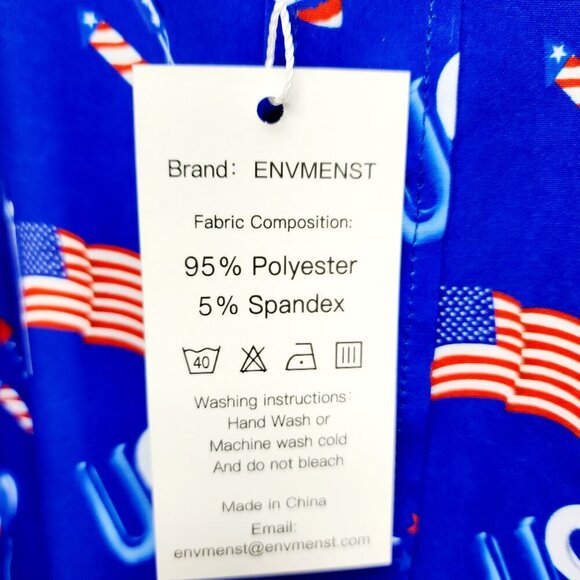 Brand: ENVMENST
Fabric Composition:
95% Polyester
5% Spandex
40
Washing instructions:
Hand Wash or
Machine wash cold
And do not bleach
Made in China
Email:
envmenst@envmenst.com